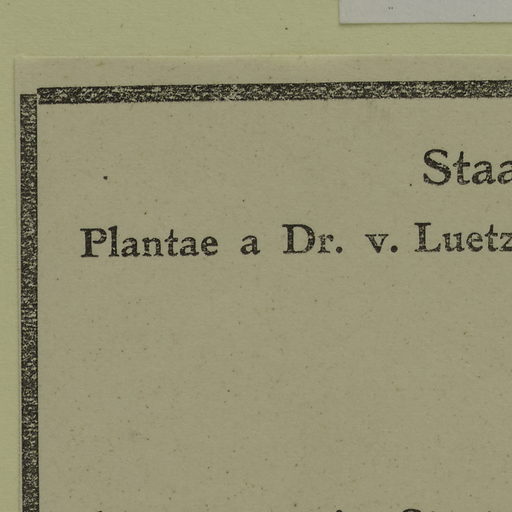 Staa
Plantae a Dr. v. Luetz